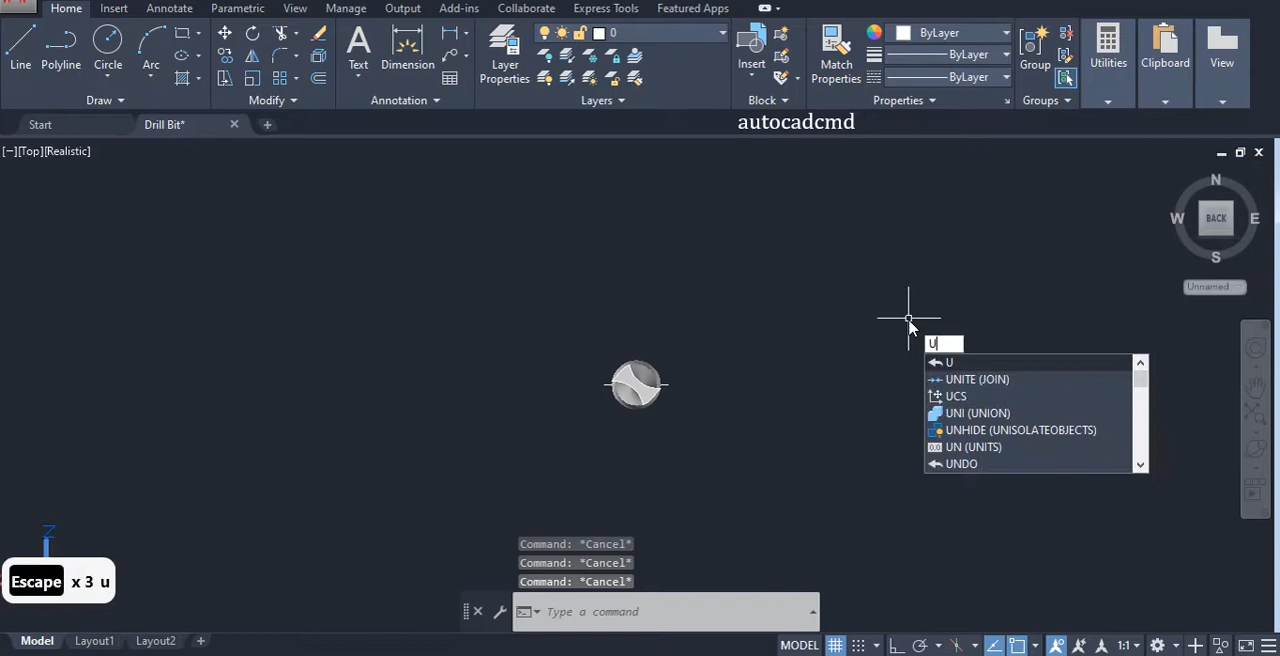 Home Insert Annotate Parametric View Manage Output Add-ins Collaborate Express Tools Featured Apps
0 ByLayer
Line Polyline Circle Arc Text Dimension Layer Properties Insert Match Properties ByLayer Group Utilities Clipboard View
ByLayer
Draw Modify Annotation Layers Block Properties Groups
Start Drill Bit* autocadcmd
[−][Top][Realistic]
N
W BACK E
S
Unnamed
U
U
UNITE (JOIN)
UCS
UNI (UNION)
UNHIDE (UNISOLATEOBJECTS)
UN (UNITS)
UNDO
Z
Command: *Cancel*
Command: *Cancel*
Command: *Cancel*
Escape x 3 u
Type a command
Model Layout1 Layout2 MODEL 1:1